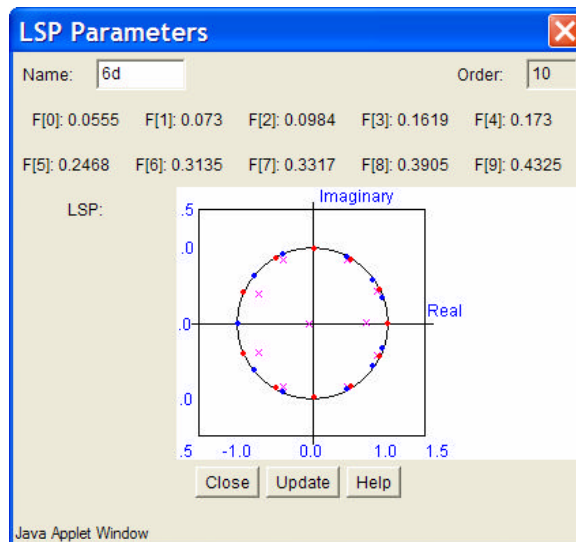 LSP Parameters
Name: 6d Order: 10
F[0]: 0.0555 F[1]: 0.073 F[2]: 0.0984 F[3]: 0.1619 F[4]: 0.173
F[5]: 0.2468 F[6]: 0.3135 F[7]: 0.3317 F[8]: 0.3905 F[9]: 0.4325
LSP:
Imaginary
.5
.0
.0
Real
.0
.5 -1.0 0.0 1.0 1.5
Close Update Help
Java Applet Window